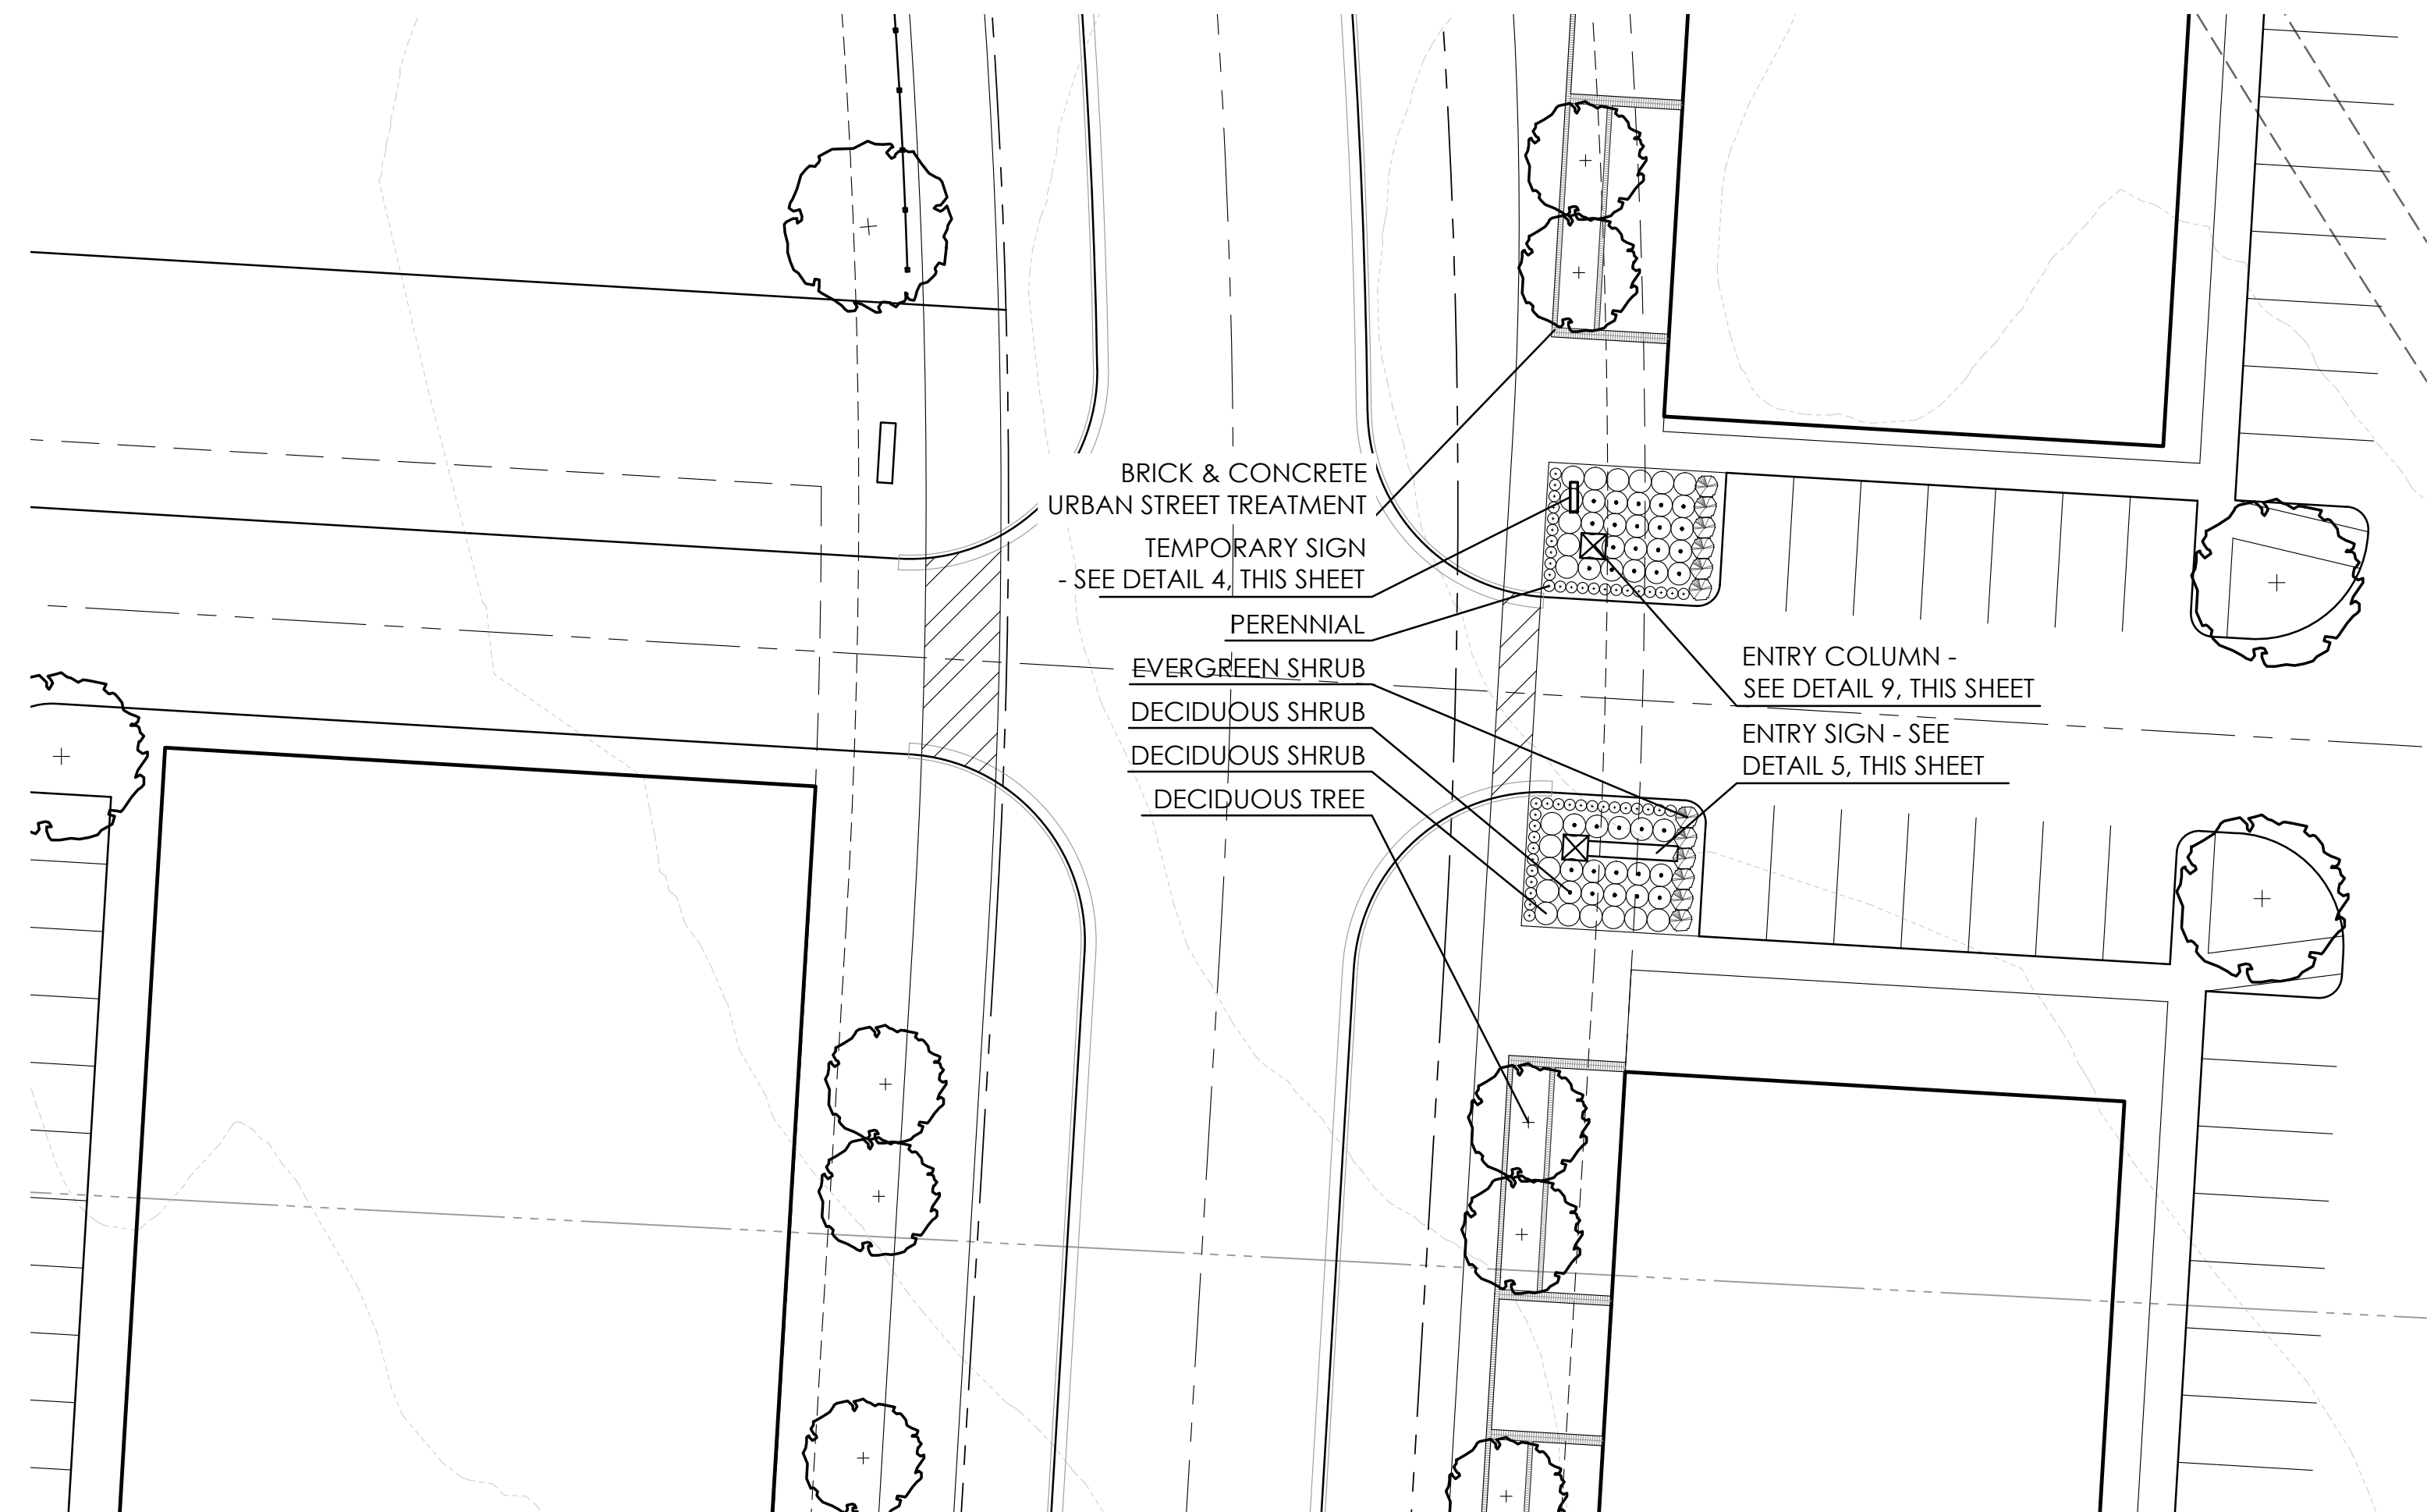 BRICK & CONCRETE
URBAN STREET TREATMENT
TEMPORARY SIGN
- SEE DETAIL 4, THIS SHEET
PERENNIAL
EVERGREEN SHRUB
DECIDUOUS SHRUB
DECIDUOUS SHRUB
DECIDUOUS TREE
ENTRY COLUMN -
SEE DETAIL 9, THIS SHEET
ENTRY SIGN - SEE
DETAIL 5, THIS SHEET